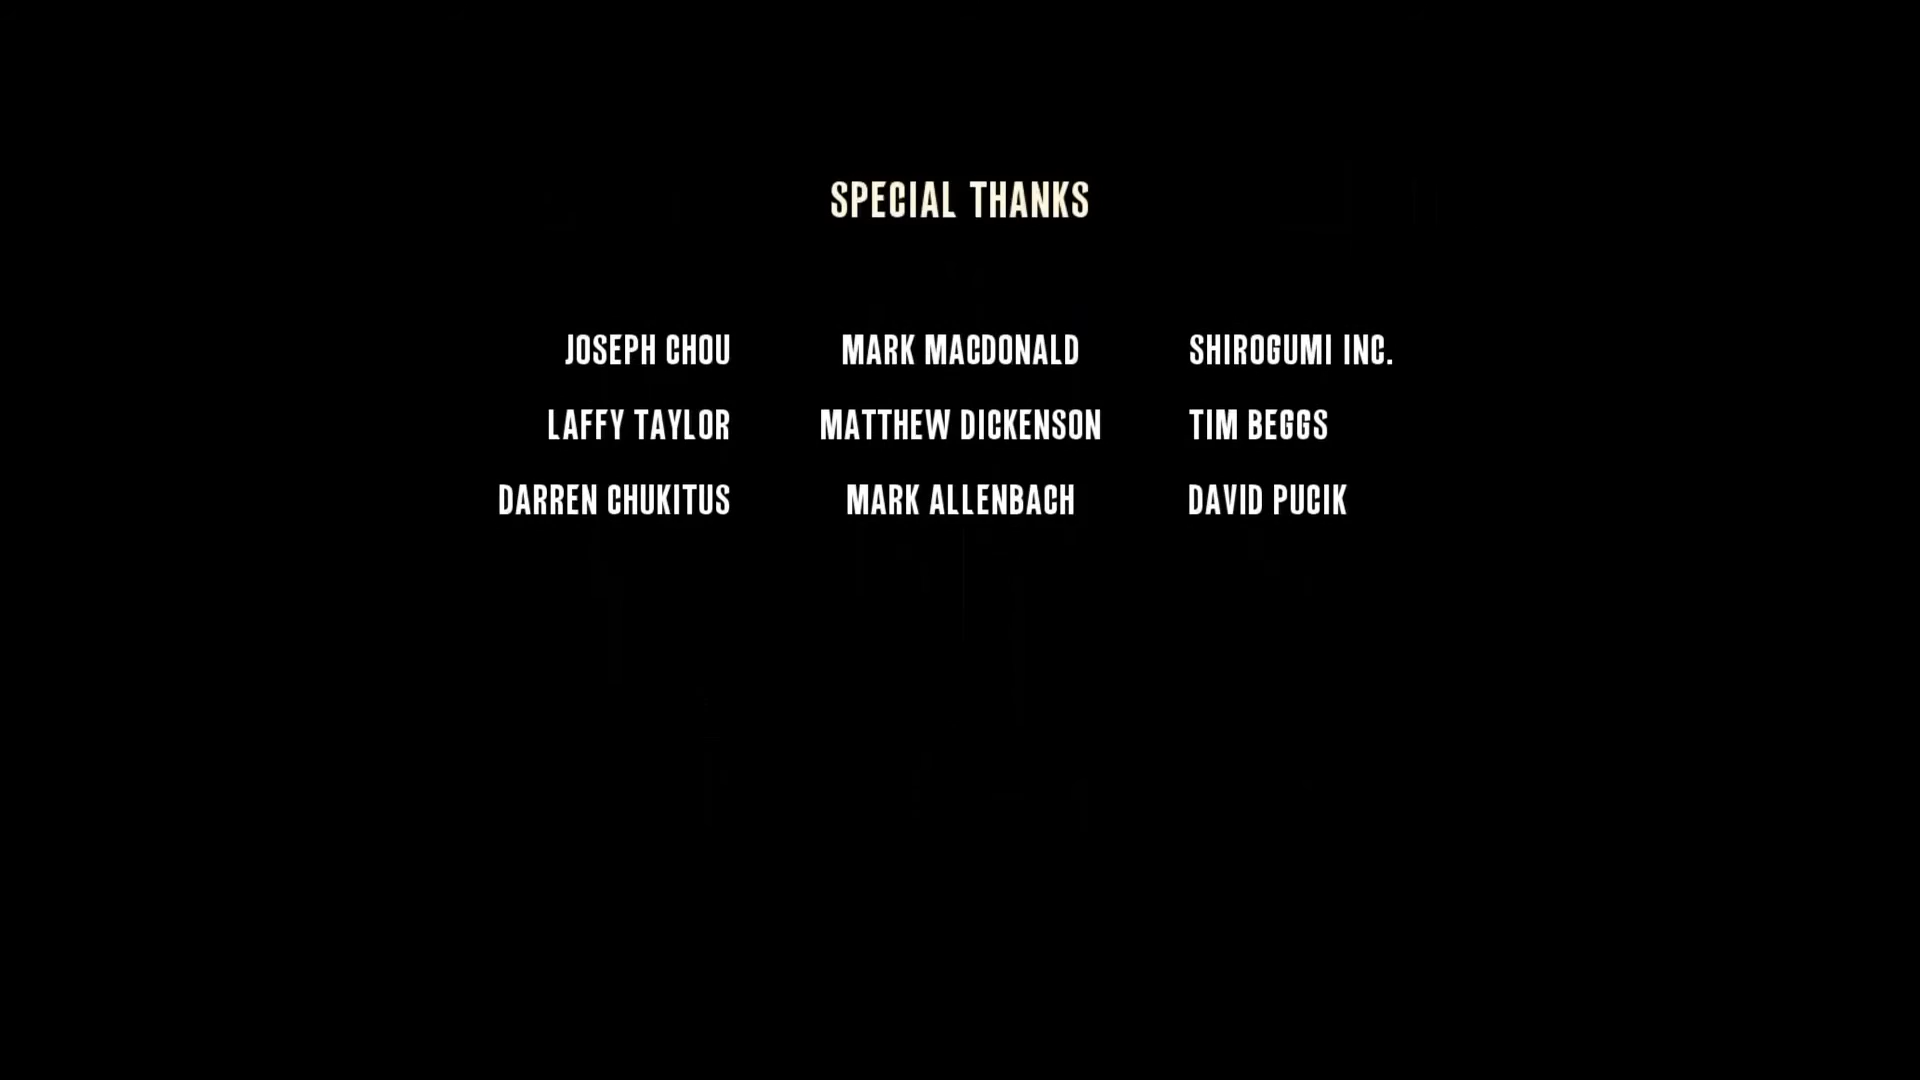 SPECIAL THANKS
JOSEPH CHOU MARK MACDONALD SHIROGUMI INC.
LAFFY TAYLOR MATTHEW DICKENSON TIM BEGGS
DARREN CHUKITUS MARK ALLENBACH DAVID PUCIK